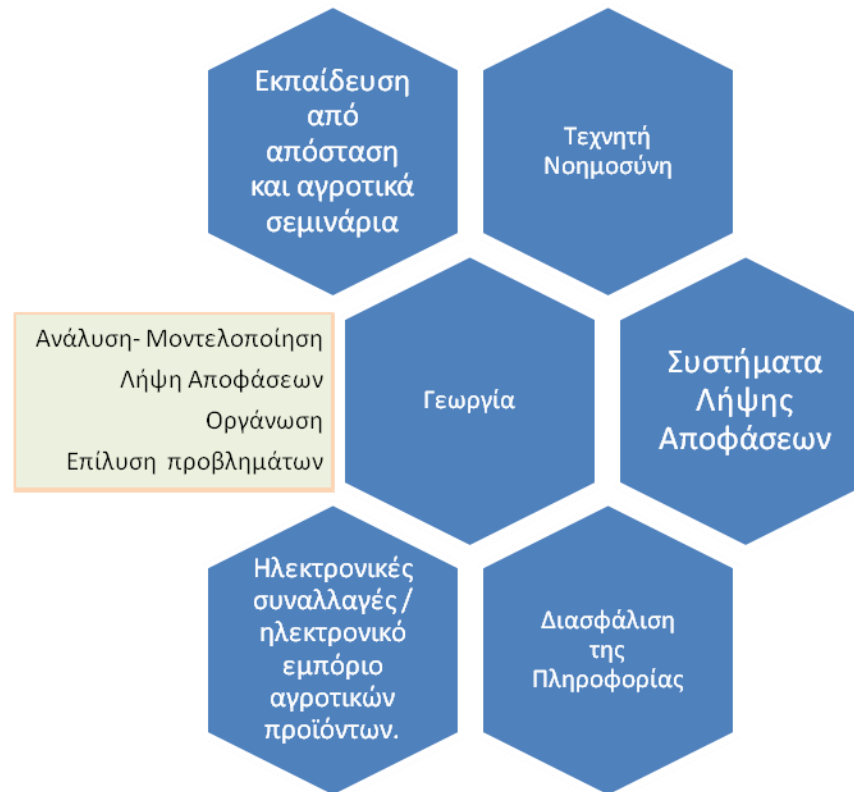 Εκπαίδευση
από
απόσταση
και αγροτικά
σεμινάρια
Τεχνητή
Νοημοσύνη
Ανάλυση- Μοντελοποίηση
Λήψη Αποφάσεων
Οργάνωση
Επίλυση προβλημάτων
Γεωργία
Συστήματα
Λήψης
Αποφάσεων
Ηλεκτρονικές
συναλλαγές /
ηλεκτρονικό
εμπόριο
αγροτικών
προϊόντων.
Διασφάλιση
της
Πληροφορίας